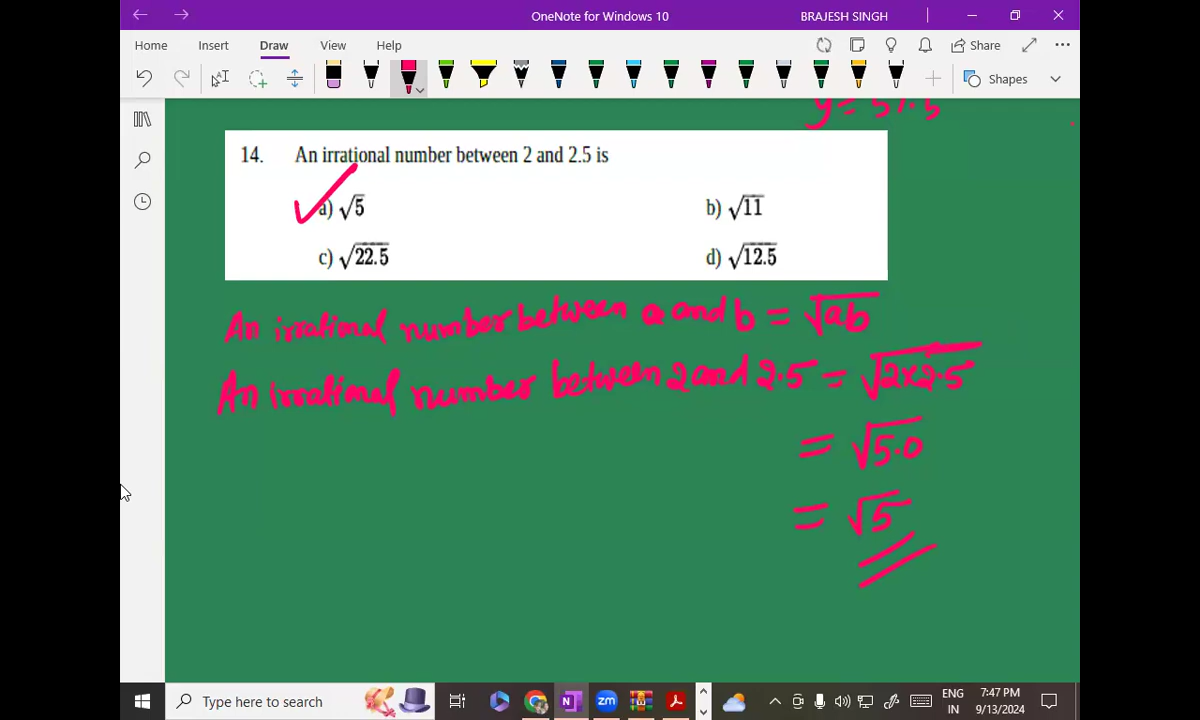 OneNote for Windows 10
BRAJESH SINGH
Home Insert Draw View Help
Share
Shapes
y = 57.5
14. An irrational number between 2 and 2.5 is
a) √5
b) √11
c) √22.5
d) √12.5
An irrational number between a and b = √ab
An irrational number between 2 and 2.5 = √2×2.5
= √5.0
= √5
Type here to search
zm
ENG
IN
7:47 PM
9/13/2024